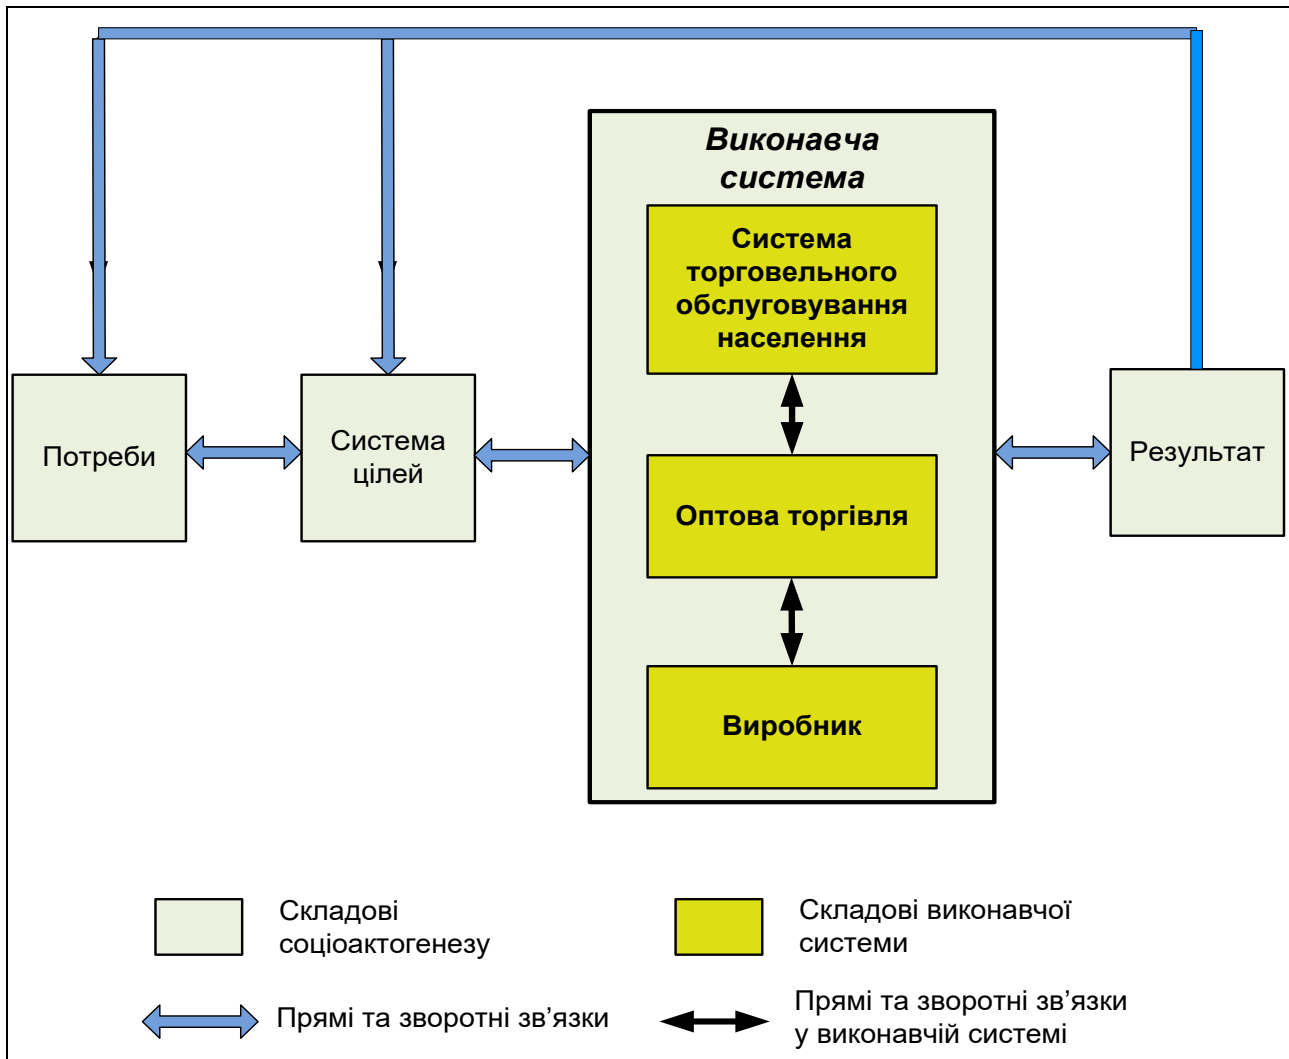 Виконавча
система
Система
торговельного
обслуговування
населення
Потреби
Система
цілей
Оптова торгівля
Результат
Виробник
Складові
соціоактогенезу
Складові виконавчої
системи
Прямі та зворотні зв’язки
Прямі та зворотні зв’язки
у виконавчій системі